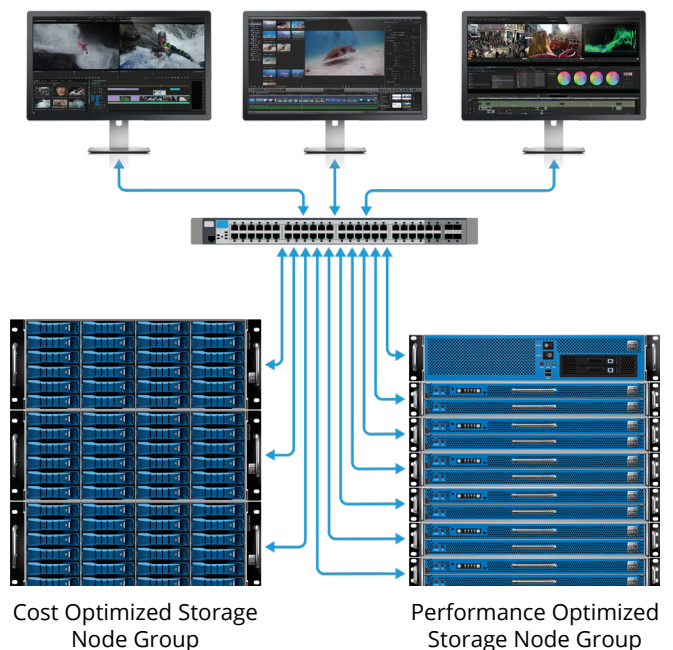 Cost Optimized Storage
Node Group
Performance Optimized
Storage Node Group